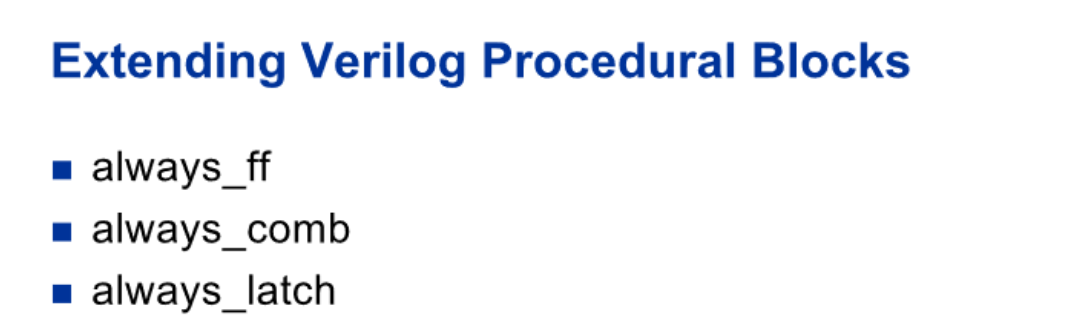 Extending Verilog Procedural Blocks
always_ff
always_comb
always_latch